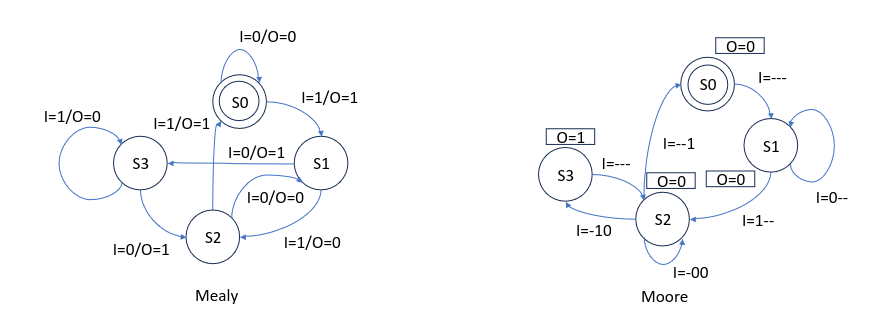 I=0/O=0
S0
I=1/O=1
I=1/O=0
I=1/O=1
S3
I=0/O=1
S1
I=0/O=0
S2
I=0/O=1
I=1/O=0
Mealy
O=0
S0
I=---
O=1
I=--1
S1
S3
I=---
O=0
O=0
I=0--
S2
I=1--
I=-10
I=-00
Moore